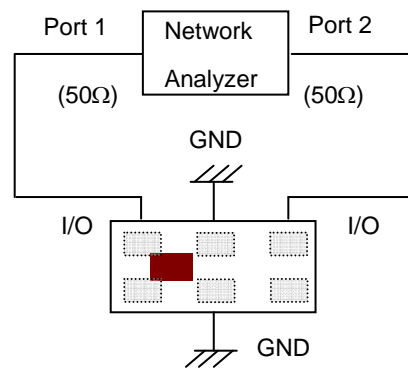 Port 1
Network
Analyzer
Port 2
(50Ω)
(50Ω)
GND
I/O
I/O
GND